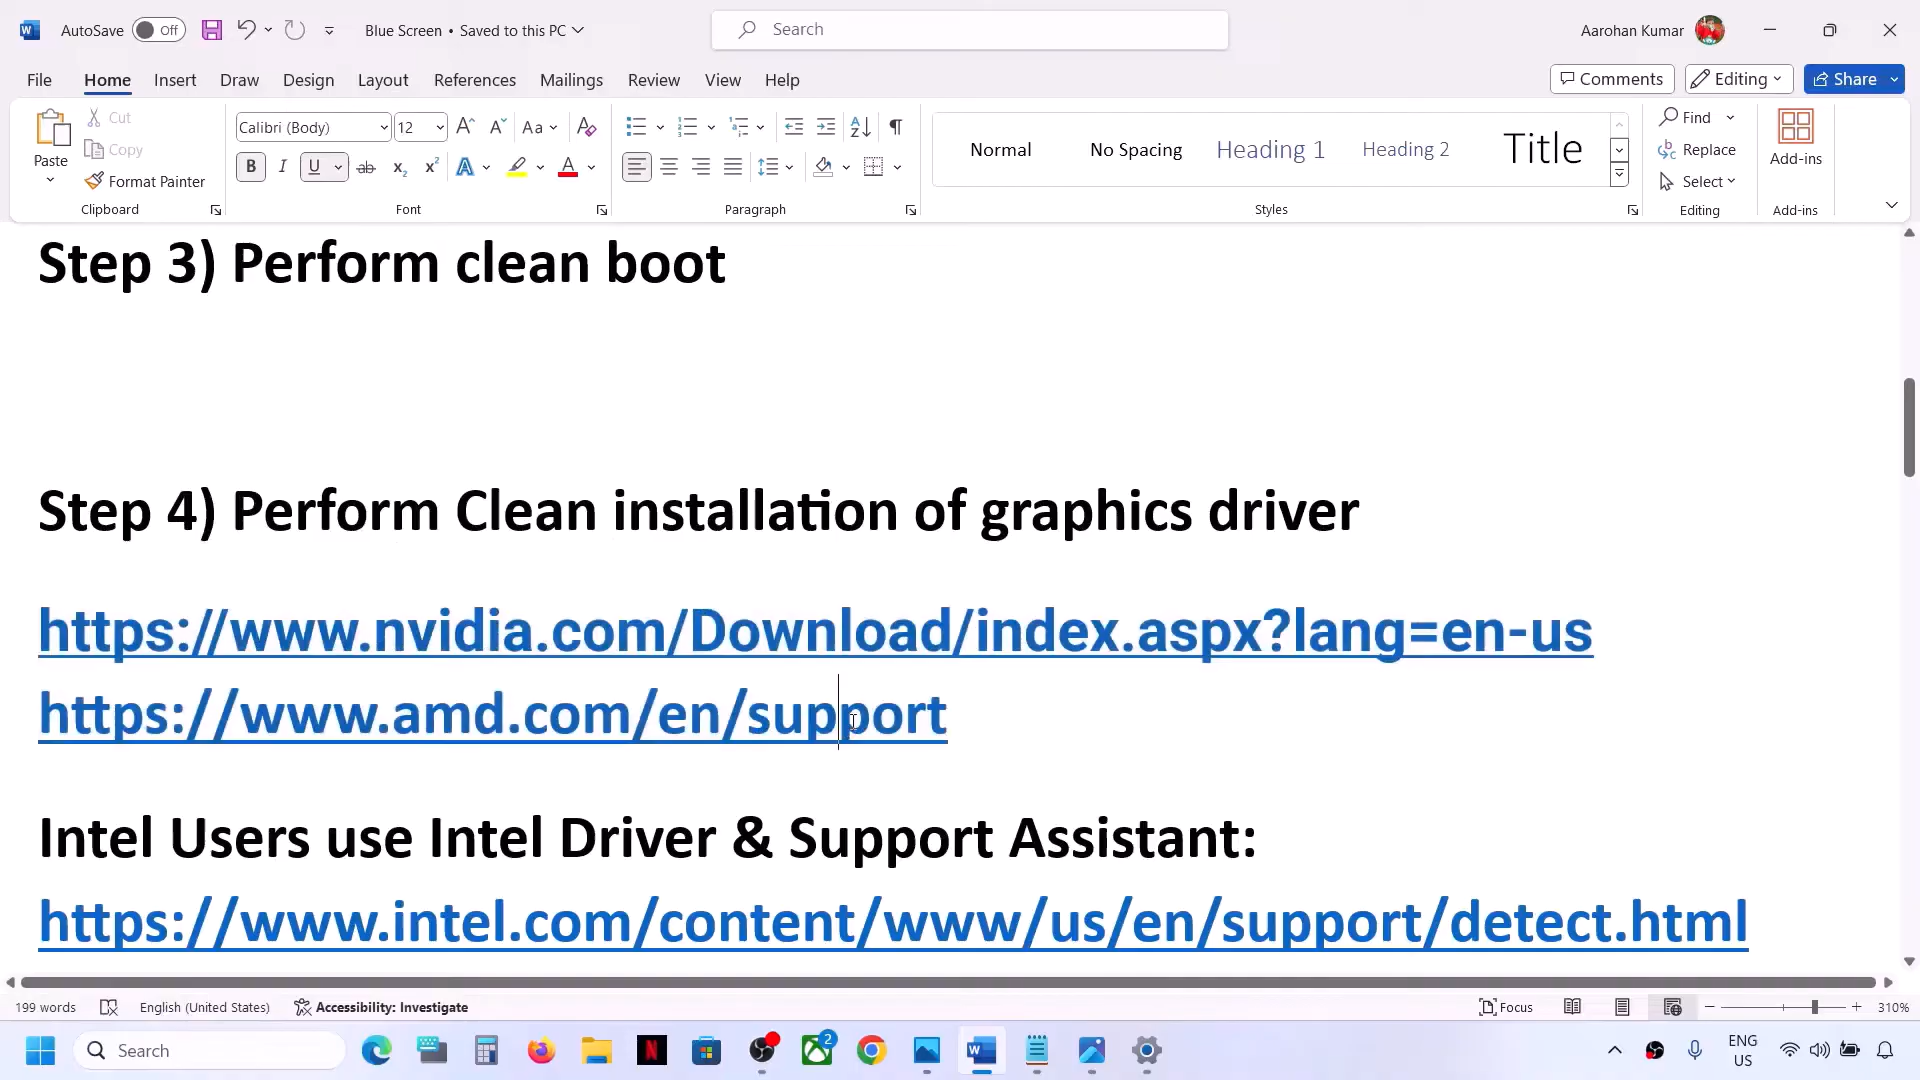 AutoSave Off Blue Screen • Saved to this PC Search Aarohan Kumar
File Home Insert Draw Design Layout References Mailings Review View Help Comments Editing Share
Paste Cut Copy Format Painter Clipboard
Calibri (Body) 12 Aa B I U ab x₂ x² A A Font
Paragraph
Normal No Spacing Heading 1 Heading 2 Title Styles
Find Replace Select Editing
Add-ins Add-ins
Step 3) Perform clean boot
Step 4) Perform Clean installation of graphics driver
https://www.nvidia.com/Download/index.aspx?lang=en-us
https://www.amd.com/en/support
Intel Users use Intel Driver & Support Assistant:
https://www.intel.com/content/www/us/en/support/detect.html
199 words English (United States) Accessibility: Investigate Focus 310%
Search 2 ENG US